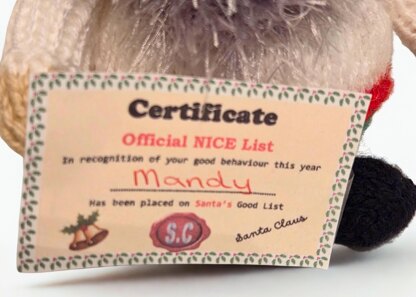 Certificate
Official NICE List
In recognition of your good behaviour this year
Mandy
Has been placed on Santa's Good List
S.C
Santa Claus